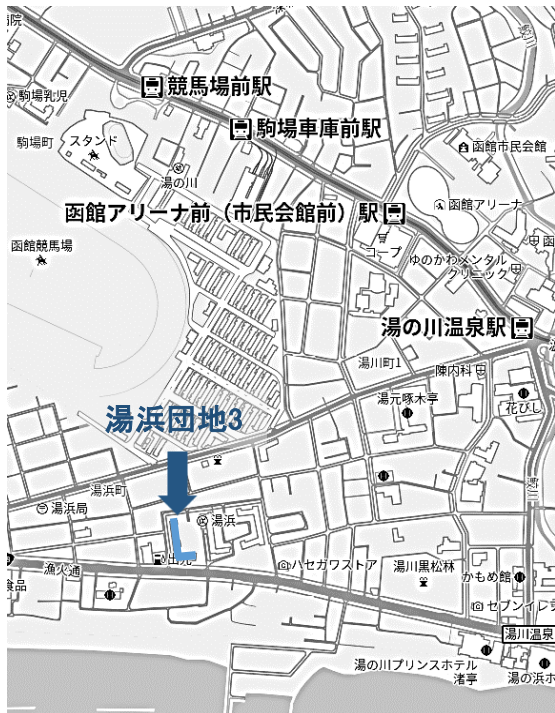 病院
競馬場前駅
駒場乳児
駒場車庫前駅
駒場町
スタンド
函館市民会館
湯の川
函館アリーナ
函館アリーナ前（市民会館前）駅
函館競馬場
コープ
ゆのかわメンタル
クリニック
函
湯の川温泉駅
湯川町1
陣内科
湯元啄木亭
花びし
湯浜団地3
湯浜町
湯浜局
湯浜
出光
漁火通
ハセガワストア
湯川黒松林
かもめ館
食品
セブンイレブ
湯川温泉
湯の川プリンスホテル
渚亭
湯の浜ホ